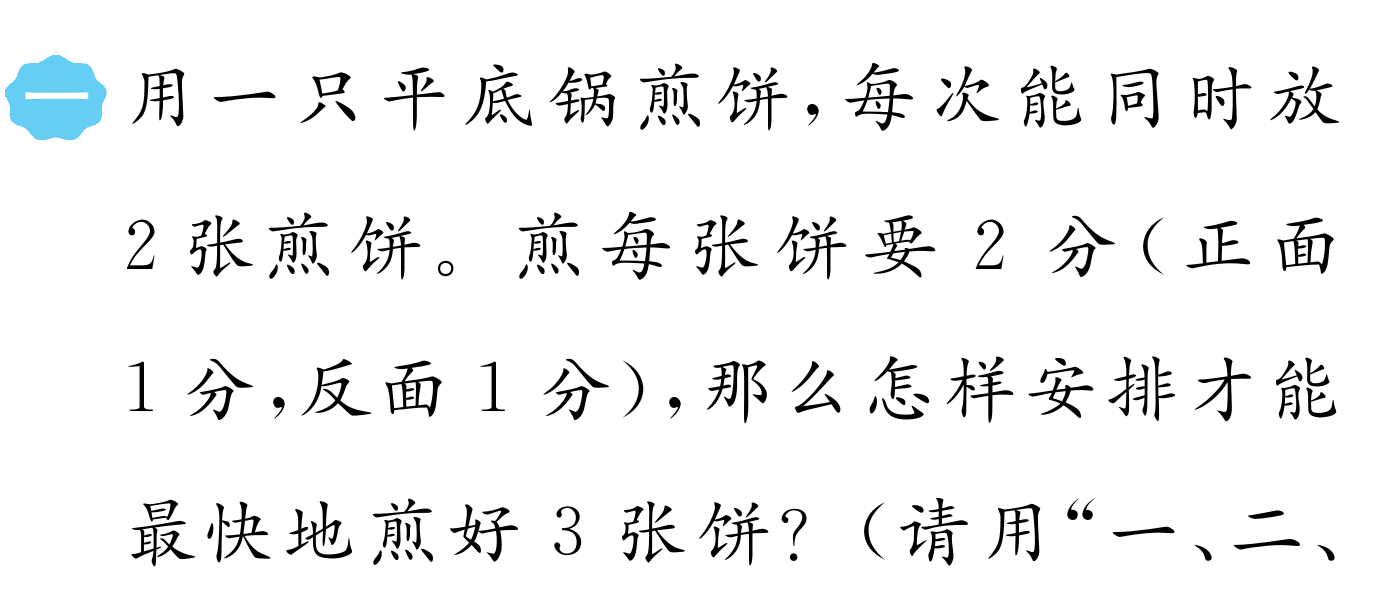 一 用一只平底锅煎饼,每次能同时放
2张煎饼。煎每张饼要 2 分(正面
1分,反面 1 分),那么怎样安排才能
最快地煎好 3 张饼?(请用“一、二、